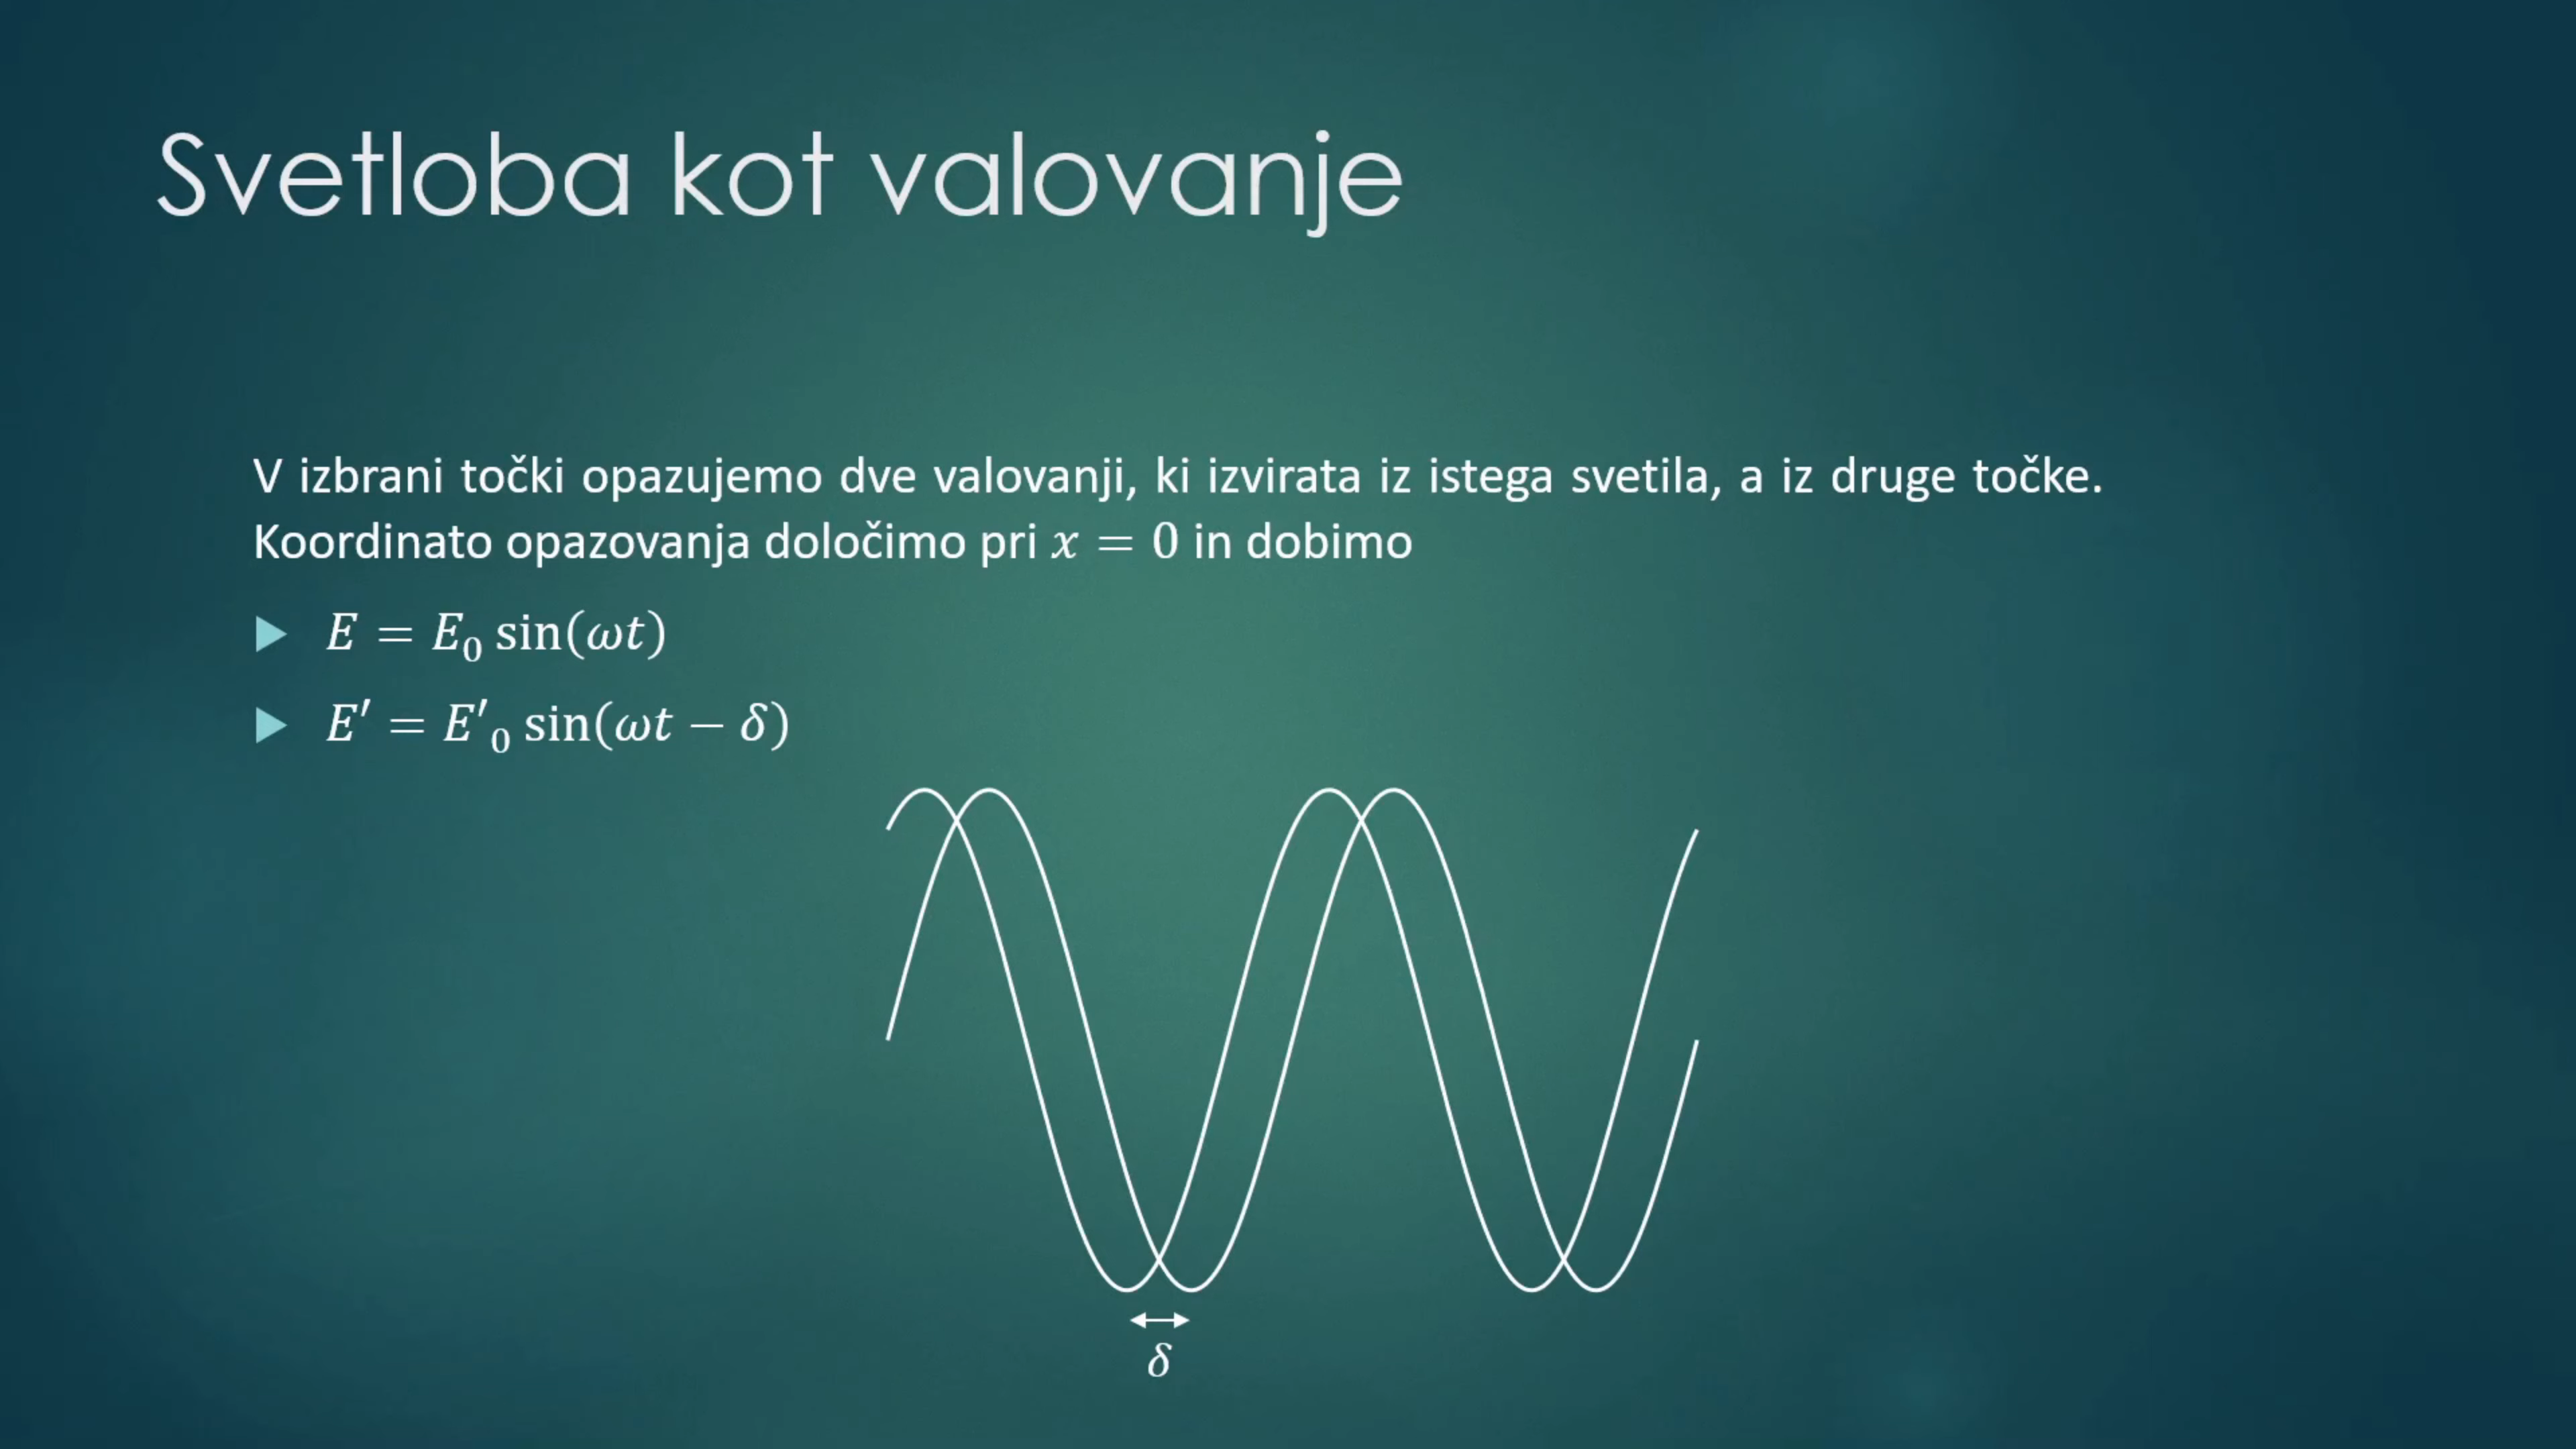 Svetloba kot valovanje
V izbrani točki opazujemo dve valovanji, ki izvirata iz istega svetila, a iz druge točke.
Koordinato opazovanja določimo pri x = 0 in dobimo
E = E₀ sin(ωt)
E′ = E′₀ sin(ωt − δ)
δ